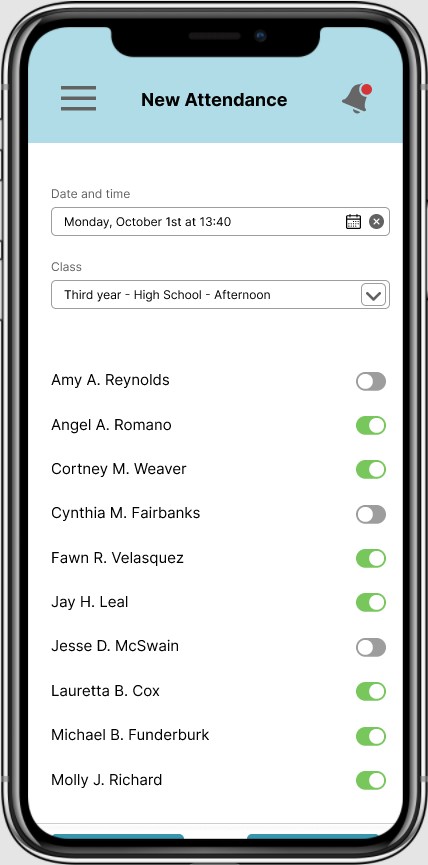 New Attendance
Date and time
Monday, October 1st at 13:40
Class
Third year - High School - Afternoon
Amy A. Reynolds
Angel A. Romano
Cortney M. Weaver
Cynthia M. Fairbanks
Fawn R. Velasquez
Jay H. Leal
Jesse D. McSwain
Lauretta B. Cox
Michael B. Funderburk
Molly J. Richard